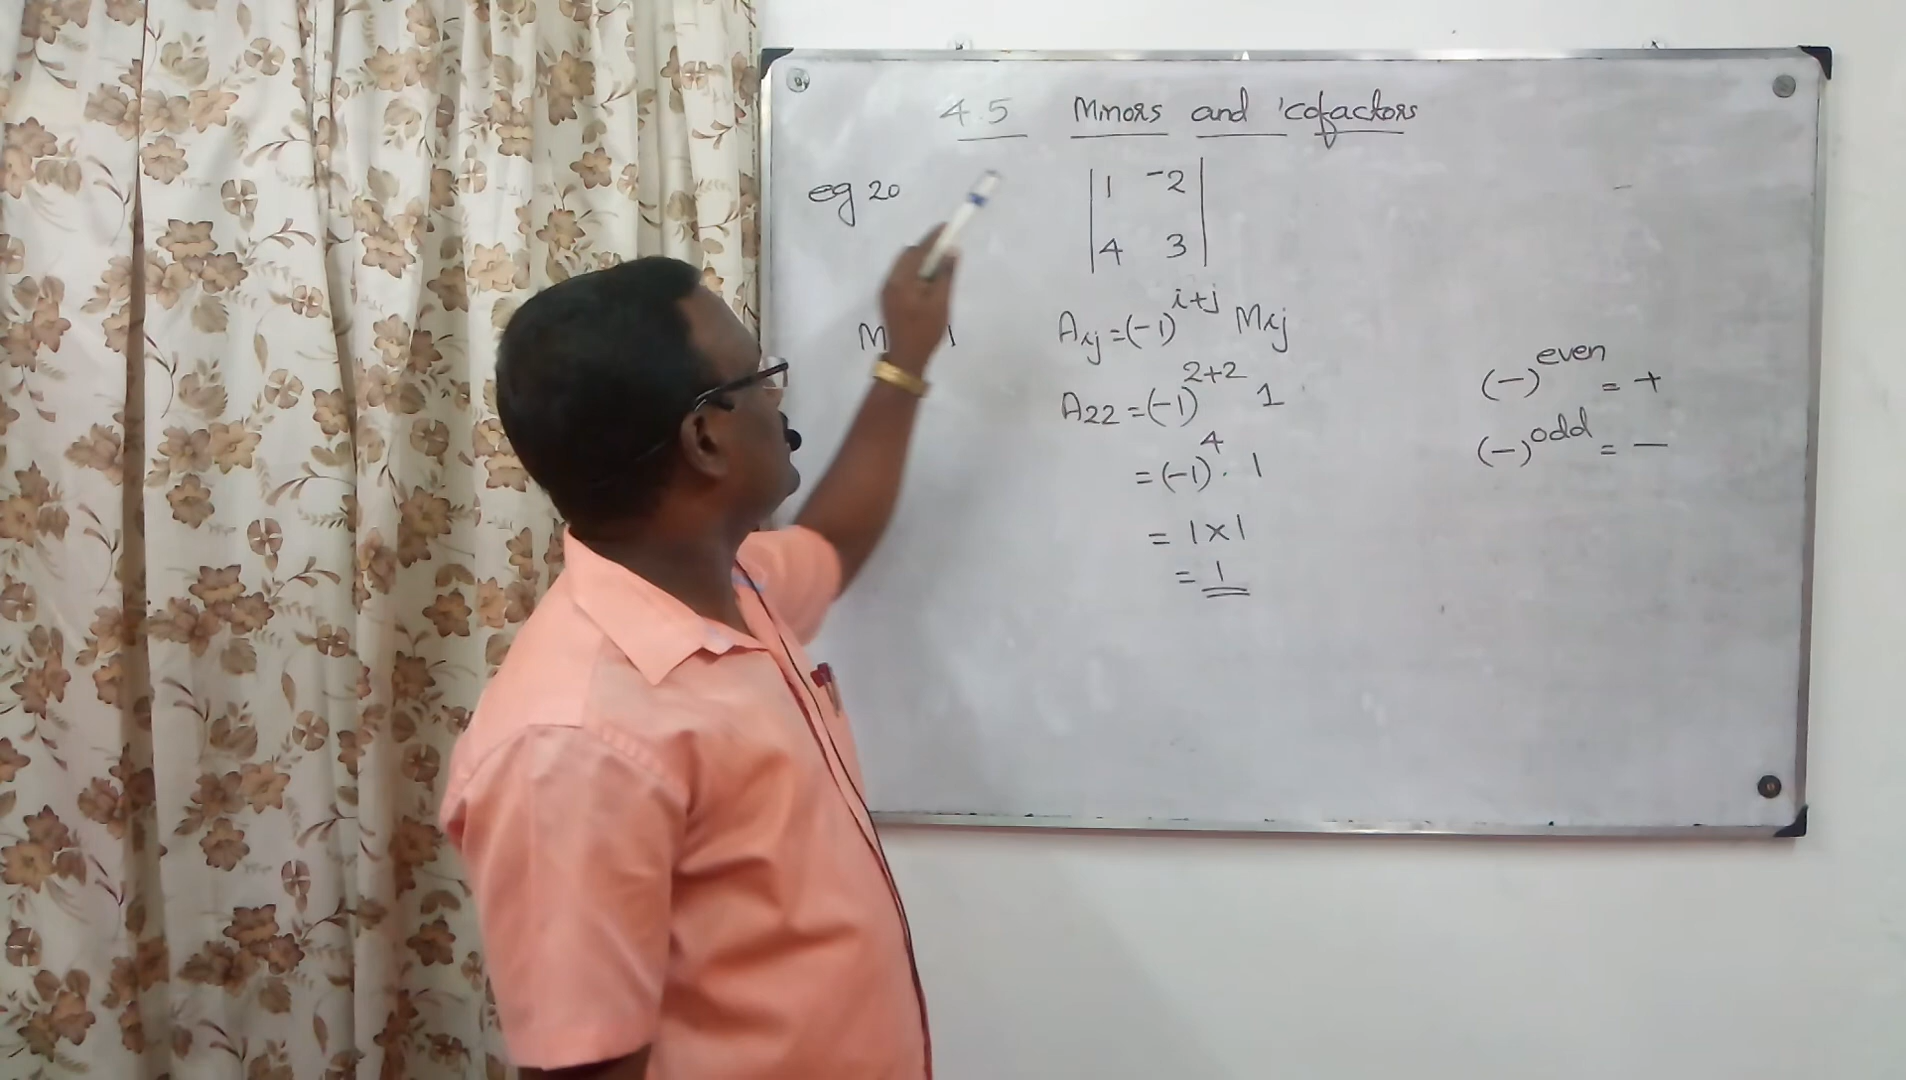 4.5 Minors and cofactors
eg 20
| 1 -2 |
| 4 3 |
M 1
Aij = (-1)^i+j Mij
A22 = (-1)^2+2 1
= (-1)^4 . 1
= 1 × 1
= 1
(-)^even = +
(-)^odd = -